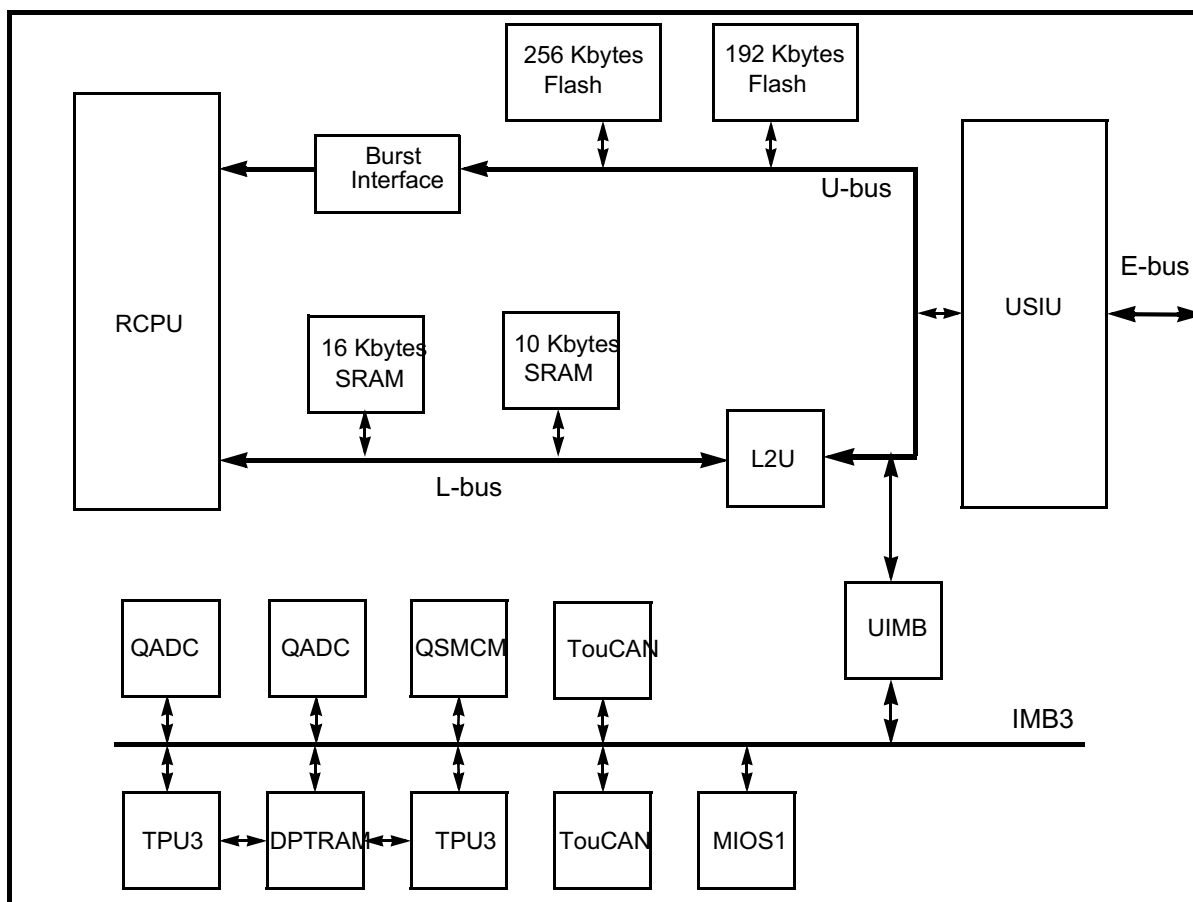 256 Kbytes
Flash
192 Kbytes
Flash
Burst
Interface
U-bus
E-bus
RCPU
USIU
16 Kbytes
SRAM
10 Kbytes
SRAM
L2U
L-bus
UIMB
QADC
QADC
QSMCM
TouCAN
IMB3
TPU3
DPTRAM
TPU3
TouCAN
MIOS1